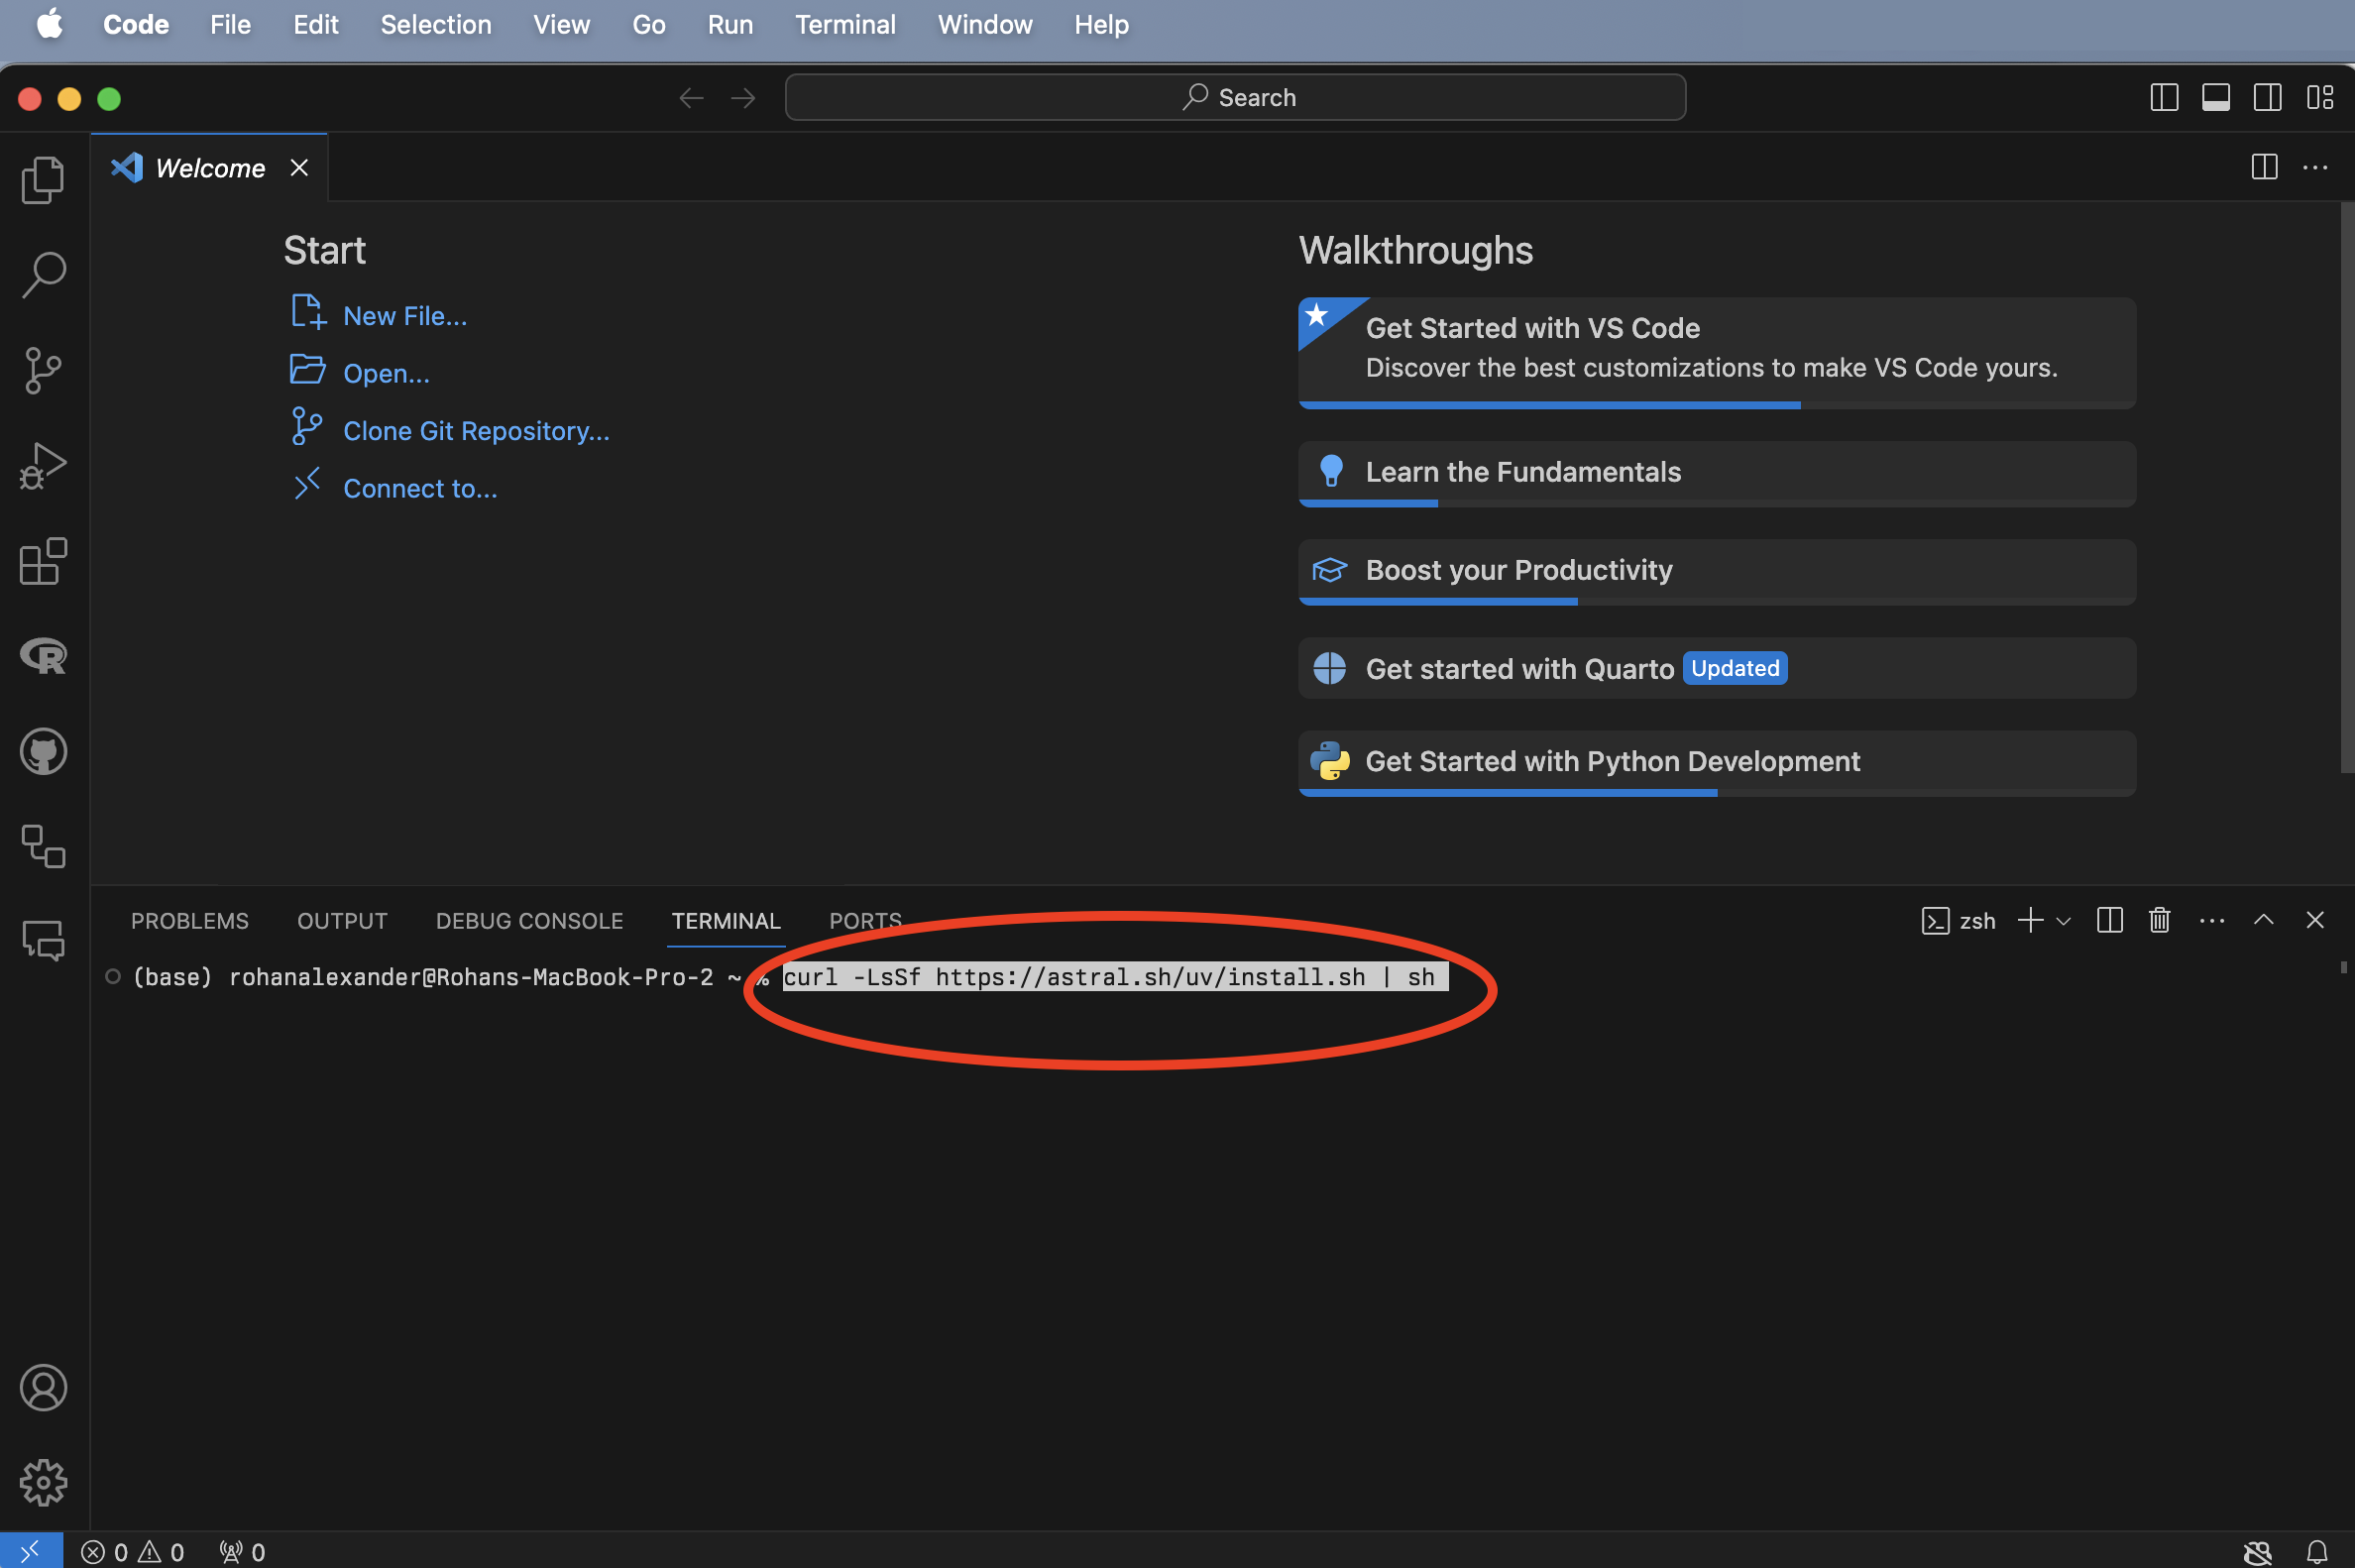 Code File Edit Selection View Go Run Terminal Window Help
Search
Welcome
Start
New File...
Open...
Clone Git Repository...
Connect to...
Walkthroughs
Get Started with VS Code
Discover the best customizations to make VS Code yours.
Learn the Fundamentals
Boost your Productivity
Get started with Quarto Updated
Get Started with Python Development
PROBLEMS OUTPUT DEBUG CONSOLE TERMINAL PORTS zsh
(base) rohanalexander@Rohans-MacBook-Pro-2 ~ % curl -LsSf https://astral.sh/uv/install.sh | sh
0 0 0